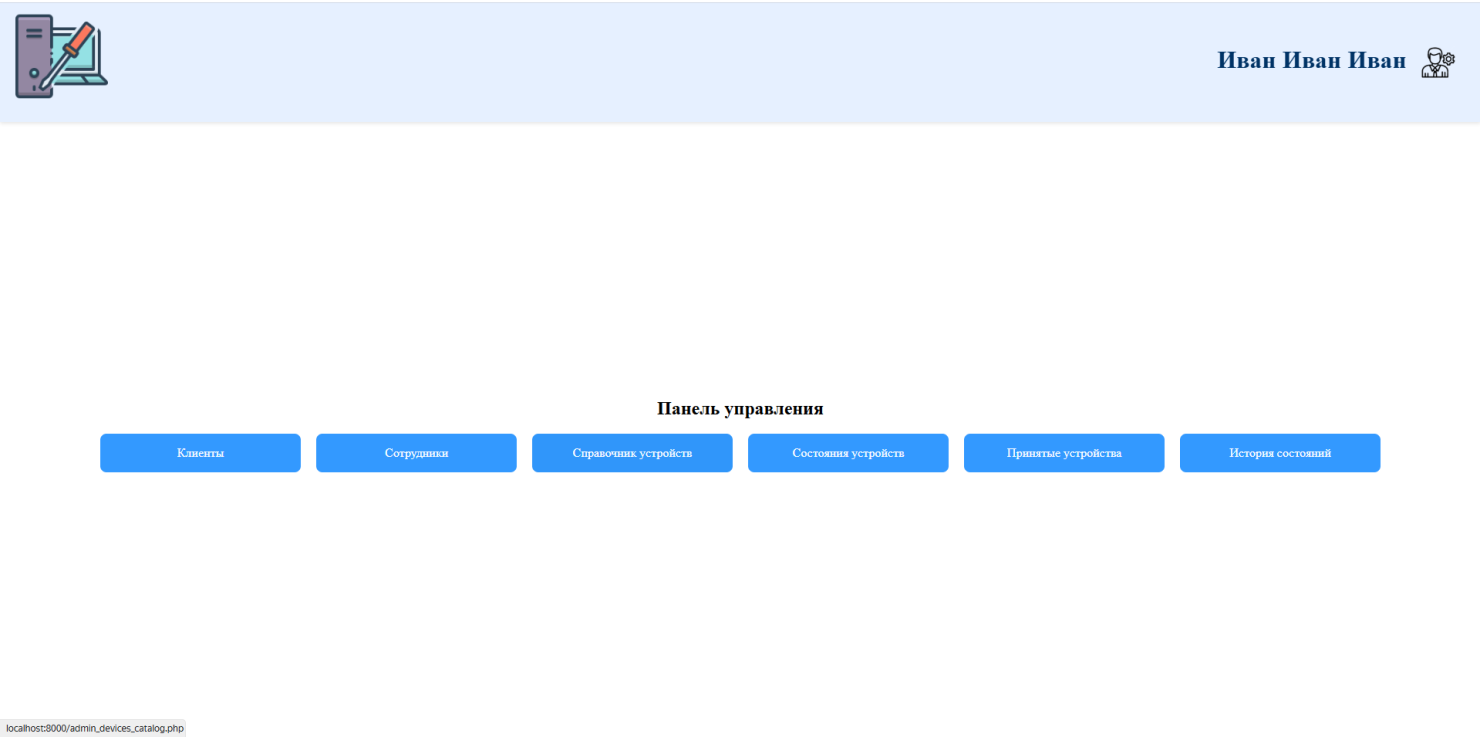 Иван Иван Иван
Панель управления
Клиенты
Сотрудники
Справочник устройств
Состояния устройств
Принятые устройства
История состояний
localhost:8000/admin_devices_catalog.php